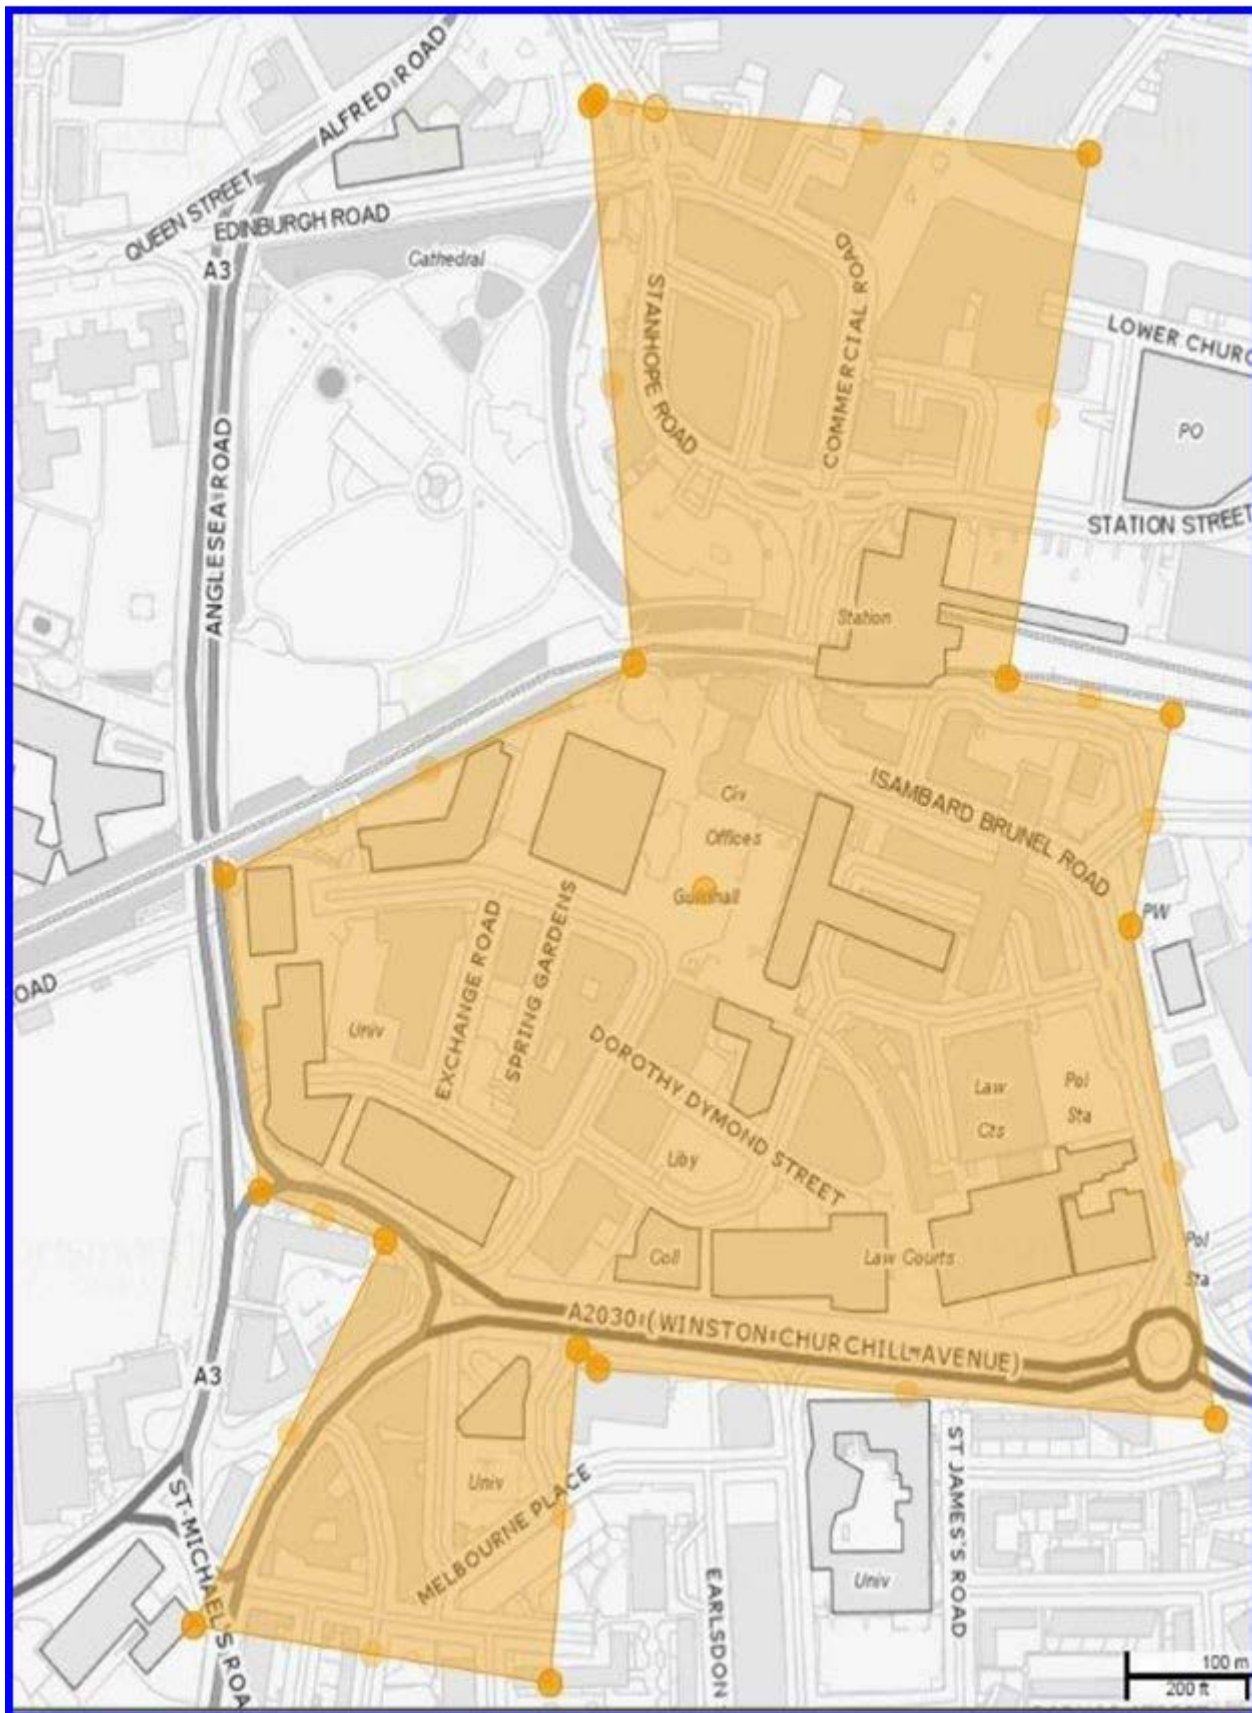 ALFRED ROAD
QUEEN STREET
EDINBURGH ROAD
A3
Cathedral
STANHOPE ROAD
COMMERCIAL ROAD
LOWER CHURC
PO
STATION STREET
ANGLESEA ROAD
Station
ISAMBARD BRUNEL ROAD
Civ
Offices
Guildhall
PW
OAD
EXCHANGE ROAD
SPRING GARDENS
Univ
DOROTHY DYMOND STREET
Law
Cts
Pol
Sta
Liby
Coll
Law Courts
Pol
Sta
A2030 (WINSTON CHURCHILL AVENUE)
A3
Univ
MELBOURNE PLACE
ST MICHAEL'S ROA
EARLSDON
Univ
ST JAMES'S ROAD
100 m
200 ft